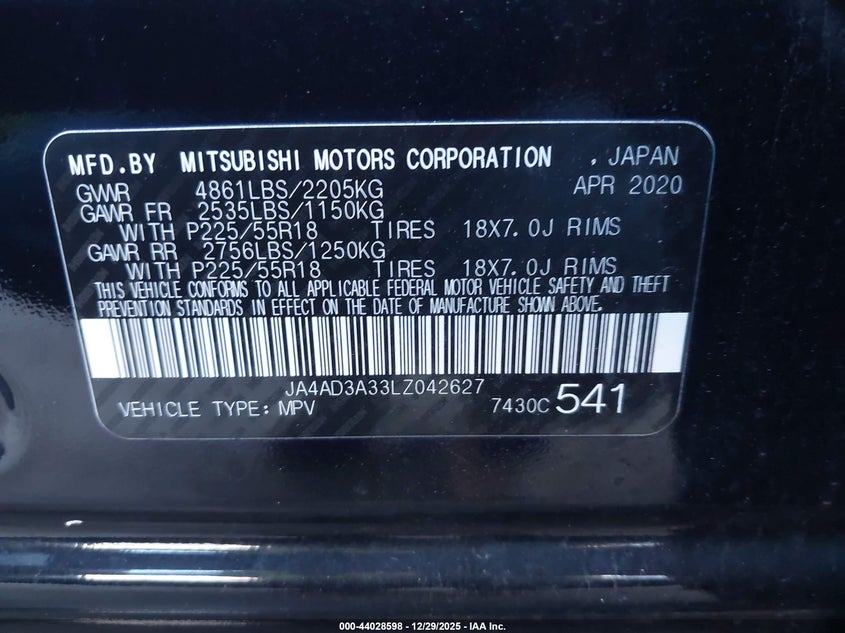 MFD.BY MITSUBISHI MOTORS CORPORATION , JAPAN
GVWR 4861LBS/2205KG APR 2020
GAWR FR 2535LBS/1150KG
WITH P225/55R18 TIRES 18X7.0J RIMS
GAWR RR 2756LBS/1250KG
WITH P225/55R18 TIRES 18X7.0J RIMS
THIS VEHICLE CONFORMS TO ALL APPLICABLE FEDERAL MOTOR VEHICLE SAFETY AND THEFT
PREVENTION STANDARDS IN EFFECT ON THE DATE OF MANUFACTURE SHOWN ABOVE.
JA4AD3A33LZ042627
VEHICLE TYPE: MPV 7430C 541
000-44028598 - 12/29/2025 - IAA Inc.